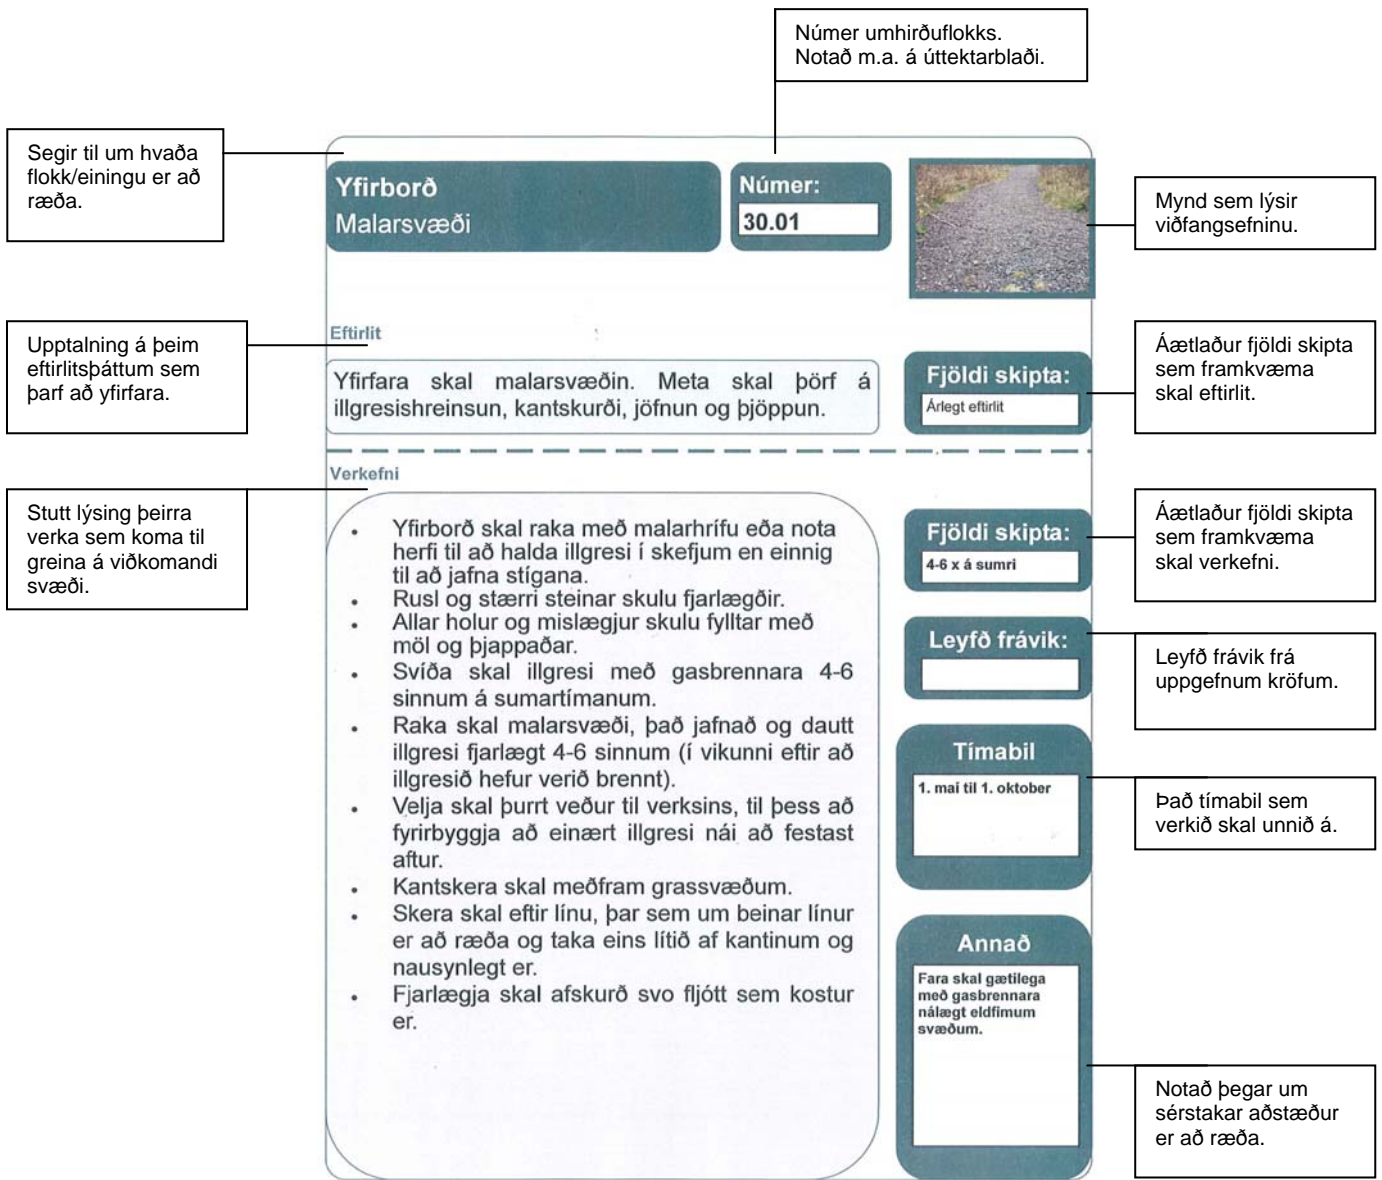 Númer umhirðuflokks.
Notað m.a. á úttektarblaði.
Segir til um hvaða
flokk/einingu er að
ræða.
Yfirborð
Malarsvæði
Númer:
30.01
Mynd sem lýsir
viðfangsefninu.
Upptalning á þeim
eftirlitsþáttum sem
þarf að yfirfara.
Eftirlit
Yfirfara skal malarsvæðin. Meta skal þörf á
illgresishreinsun, kantskurði, jöfnun og þjöppun.
Fjöldi skipta:
Árlegt eftirlit
Áætlaður fjöldi skipta
sem framkvæma
skal eftirlit.
Verkefni
Stutt lýsing þeirra
verka sem koma til
greina á viðkomandi
svæði.
• Yfirborð skal raka með malarhrífu eða nota
herfi til að halda illgresi í skefjum en einnig
til að jafna stígana.
• Rusl og stærri steinar skulu fjarlægðir.
• Allar holur og mislægjur skulu fylltar með
möl og þjappaðar.
• Svíða skal illgresi með gasbrennara 4-6
sinnum á sumartímanum.
• Raka skal malarsvæði, það jafnað og dautt
illgresi fjarlægt 4-6 sinnum (í vikunni eftir að
illgresið hefur verið brennt).
• Velja skal þurrt veður til verksins, til þess að
fyrirbyggja að einært illgresi nái að festast
aftur.
• Kantskera skal meðfram grassvæðum.
• Skera skal eftir línu, þar sem um beinar línur
er að ræða og taka eins lítið af kantinum og
nausynlegt er.
• Fjarlægja skal afskurð svo fljótt sem kostur
er.
Fjöldi skipta:
4-6 x á sumri
Áætlaður fjöldi skipta
sem framkvæma
skal verkefni.
Leyfð frávik:
Leyfð frávik frá
uppgefnum kröfum.
Tímabil
1. maí til 1. oktober
Það tímabil sem
verkið skal unnið á.
Annað
Fara skal gætilega
með gasbrennara
nálægt eldfimum
svæðum.
Notað þegar um
sérstakar aðstæður
er að ræða.